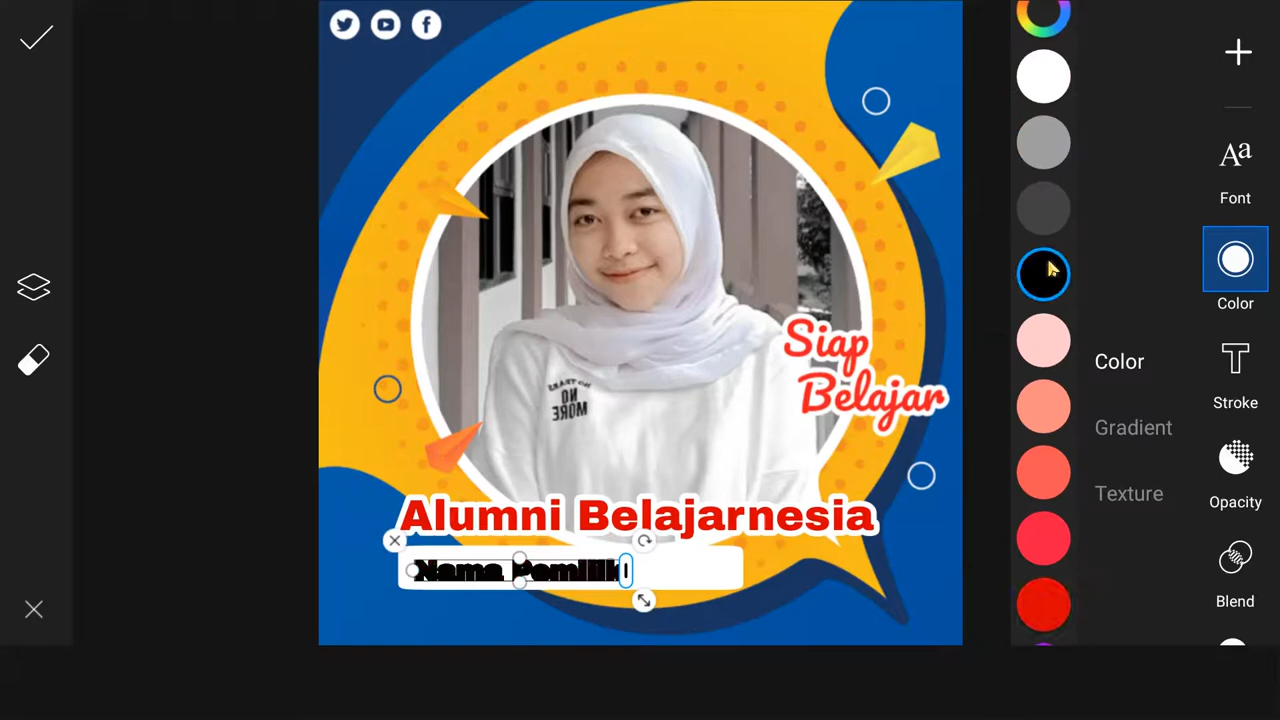 Font
Color
Stroke
Opacity
Blend
Color
Gradient
Texture
NO
MORE
Siap
Belajar
Alumni Belajarnesia
Nama Pemilik